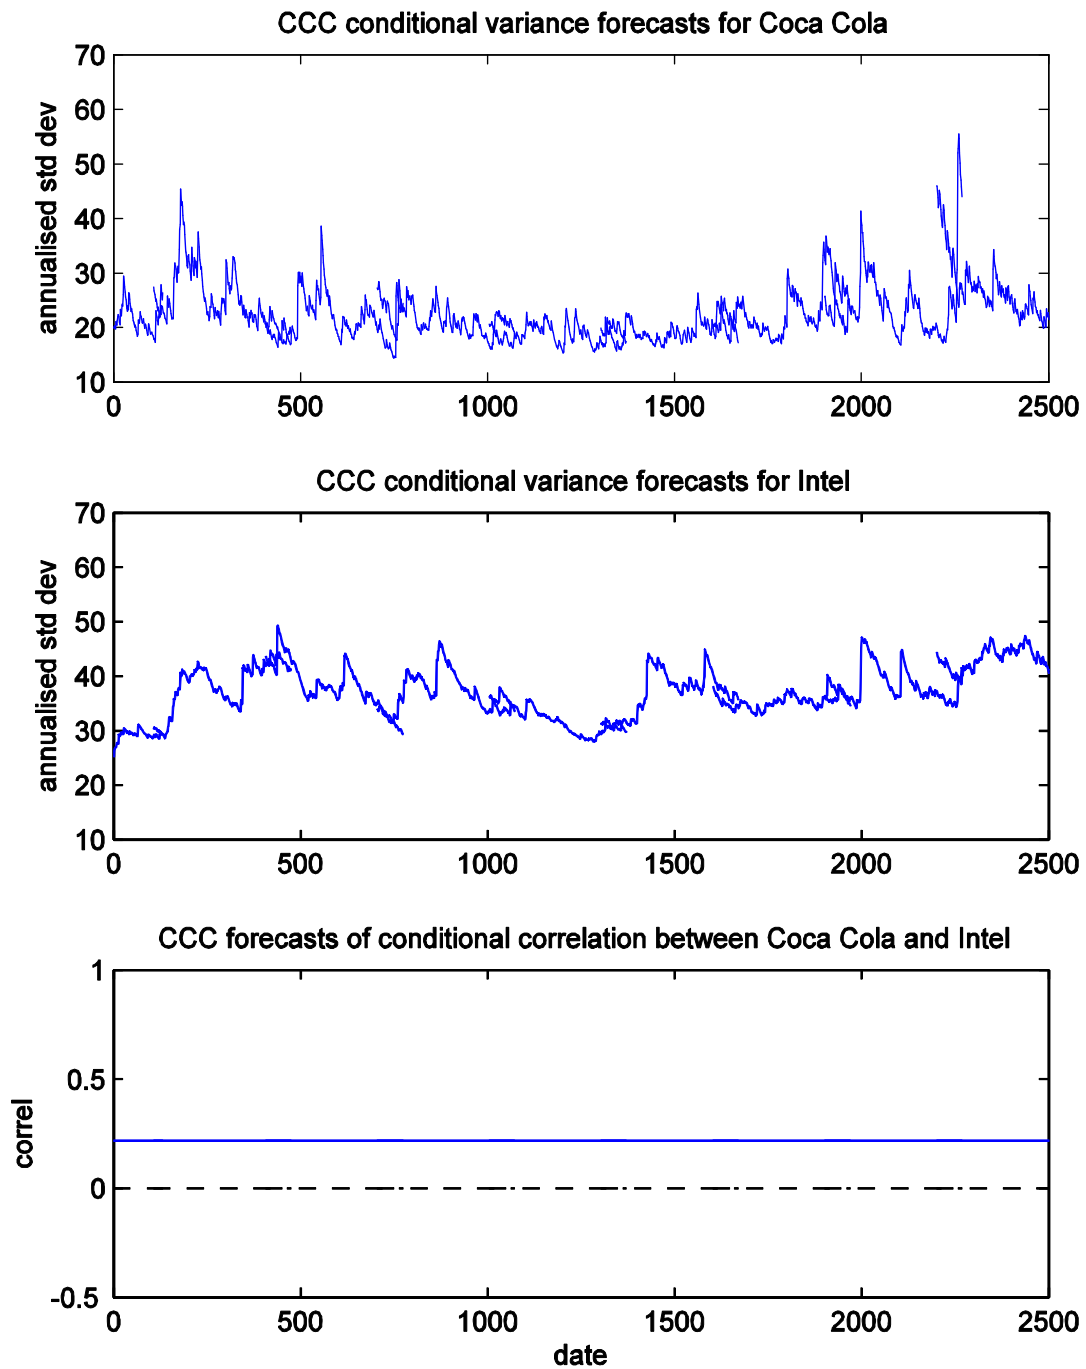 CCC conditional variance forecasts for Coca Cola
70
60
50
40
30
20
10
annualised std dev
0 500 1000 1500 2000 2500
CCC conditional variance forecasts for Intel
70
60
50
40
30
20
10
annualised std dev
0 500 1000 1500 2000 2500
CCC forecasts of conditional correlation between Coca Cola and Intel
1
0.5
0
-0.5
correl
0 500 1000 1500 2000 2500
date